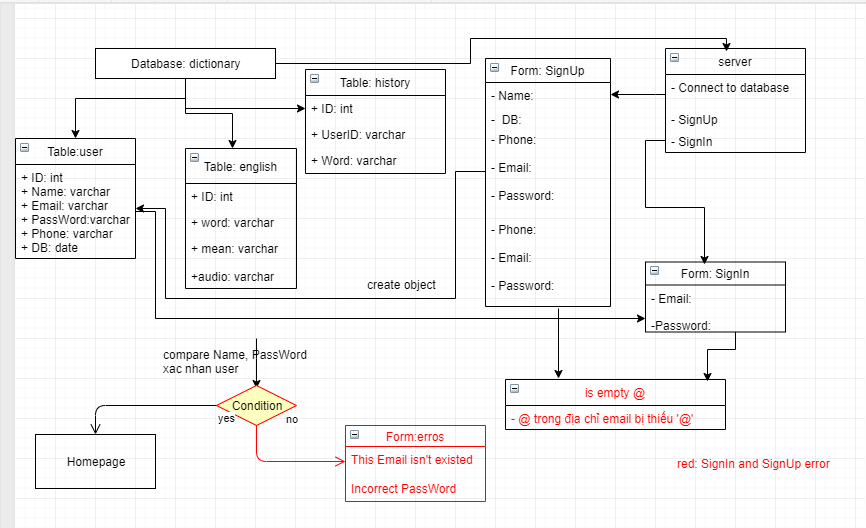 Database: dictionary
Table: history
+ ID: int
+ UserID: varchar
+ Word: varchar
Form: SignUp
- Name:
- DB:
- Phone:
- Email:
- Password:
- Phone:
- Email:
- Password:
server
- Connect to database
- SignUp
- SignIn
Table:user
+ ID: int
+ Name: varchar
+ Email: varchar
+ PassWord:varchar
+ Phone: varchar
+ DB: date
Table: english
+ ID: int
+ word: varchar
+ mean: varchar
+audio: varchar
create object
Form: SignIn
- Email:
-Password:
compare Name, PassWord
xac nhan user
Condition
yes
no
Homepage
Form:erros
This Email isn't existed
Incorrect PassWord
is empty @
- @ trong địa chỉ email bị thiếu '@'
red: SignIn and SignUp error